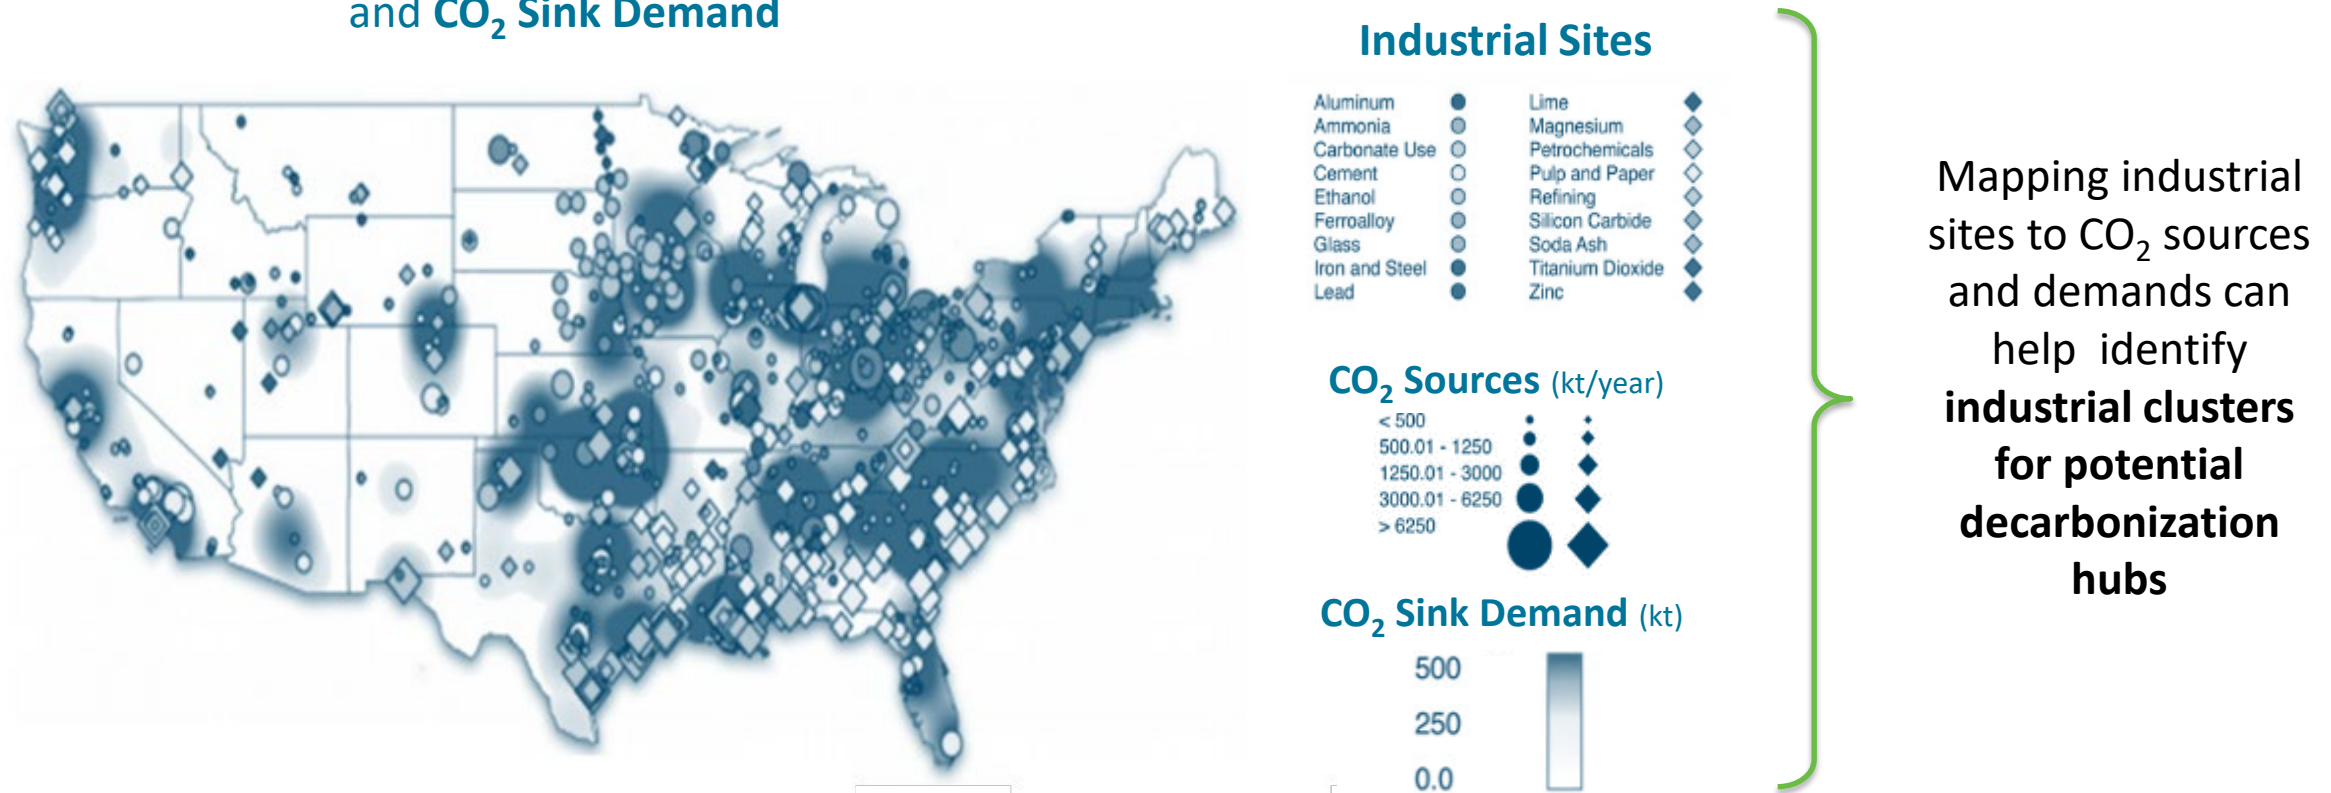 and CO₂ Sink Demand
Industrial Sites
Aluminum
Ammonia
Carbonate Use
Cement
Ethanol
Ferroalloy
Glass
Iron and Steel
Lead
Lime
Magnesium
Petrochemicals
Pulp and Paper
Refining
Silicon Carbide
Soda Ash
Titanium Dioxide
Zinc
CO₂ Sources (kt/year)
< 500
500.01 - 1250
1250.01 - 3000
3000.01 - 6250
> 6250
CO₂ Sink Demand (kt)
500
250
0.0
Mapping industrial
sites to CO₂ sources
and demands can
help identify
industrial clusters
for potential
decarbonization
hubs